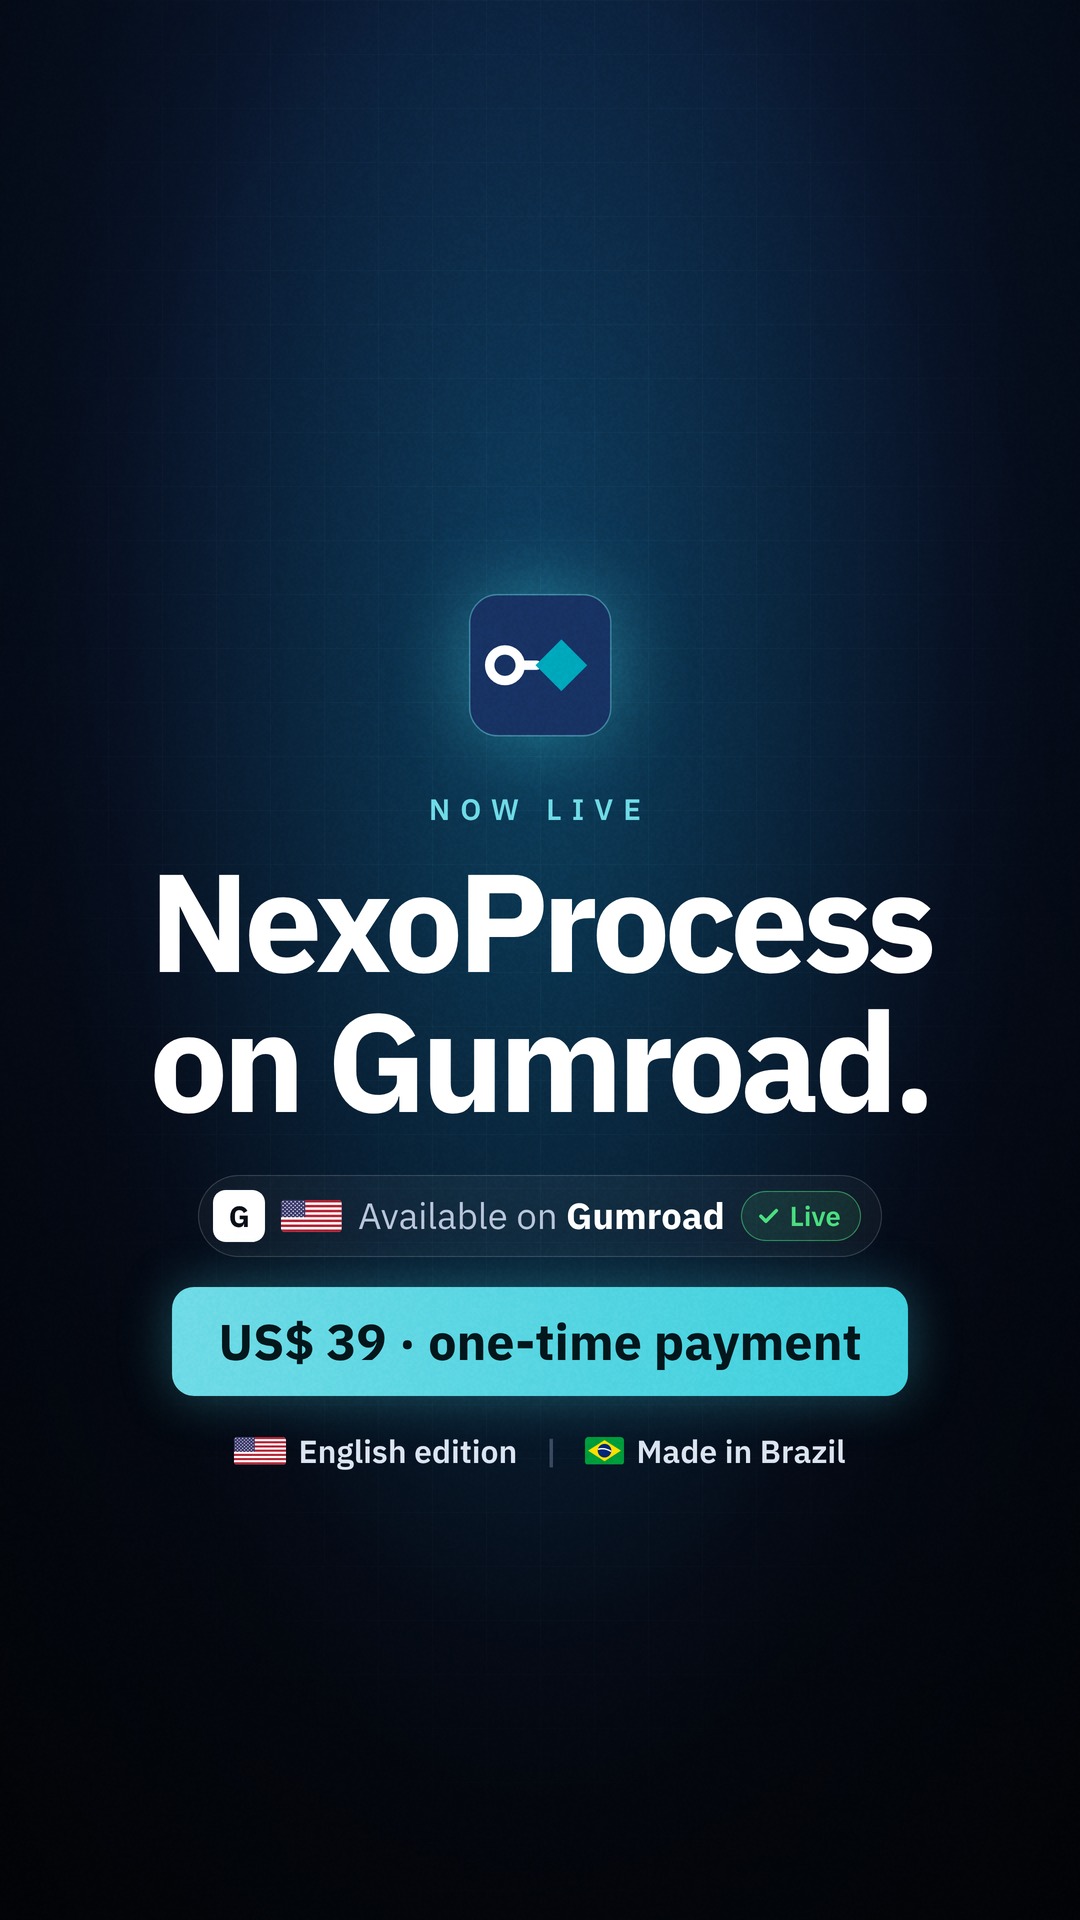 NOW LIVE
NexoProcess
on Gumroad.
G Available on Gumroad ✓ Live
US$ 39 · one-time payment
English edition | Made in Brazil